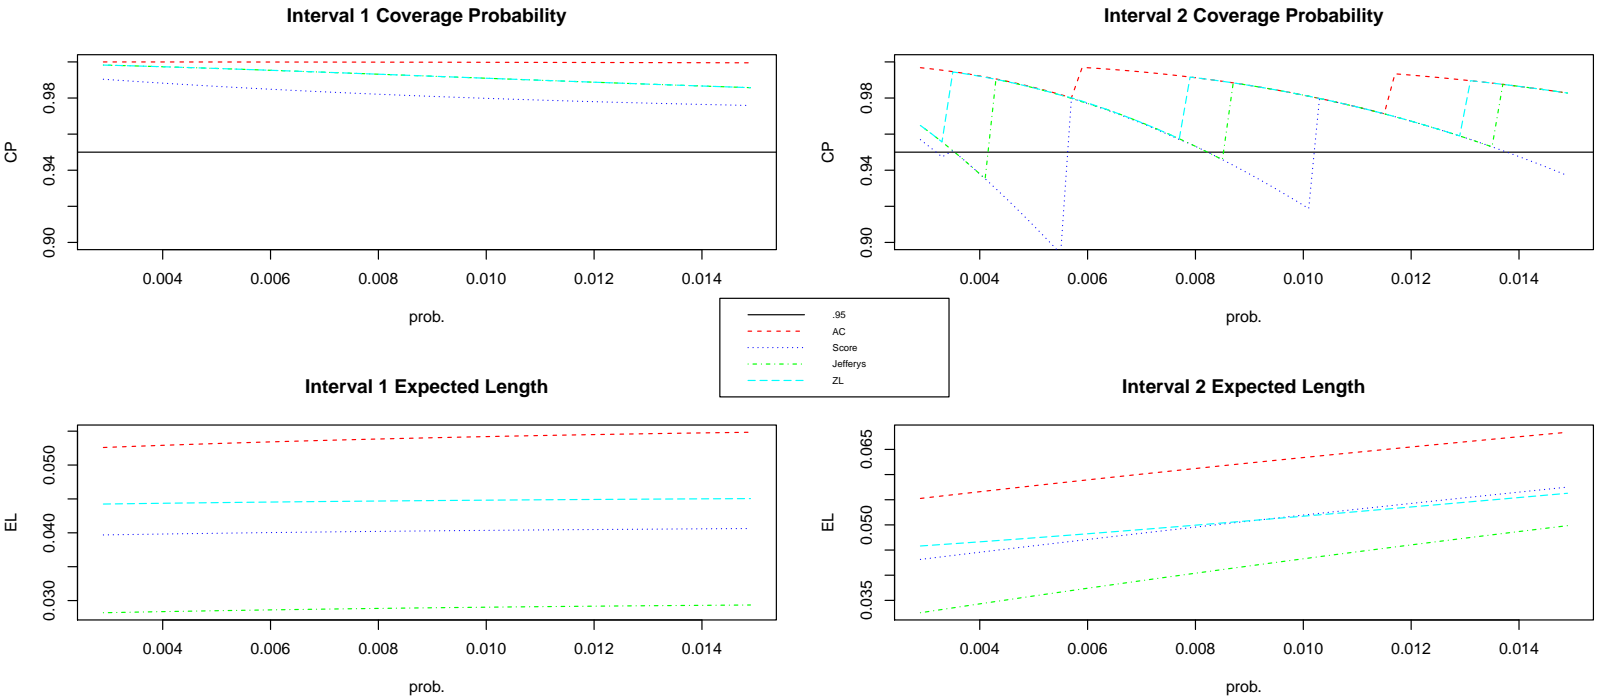 Interval 1 Coverage Probability
CP
0.90 0.94 0.98
0.004 0.006 0.008 0.010 0.012 0.014
prob.
Interval 2 Coverage Probability
CP
0.90 0.94 0.98
0.004 0.006 0.008 0.010 0.012 0.014
prob.
.95
AC
Score
Jefferys
ZL
Interval 1 Expected Length
EL
0.030 0.040 0.050
0.004 0.006 0.008 0.010 0.012 0.014
prob.
Interval 2 Expected Length
EL
0.035 0.050 0.065
0.004 0.006 0.008 0.010 0.012 0.014
prob.